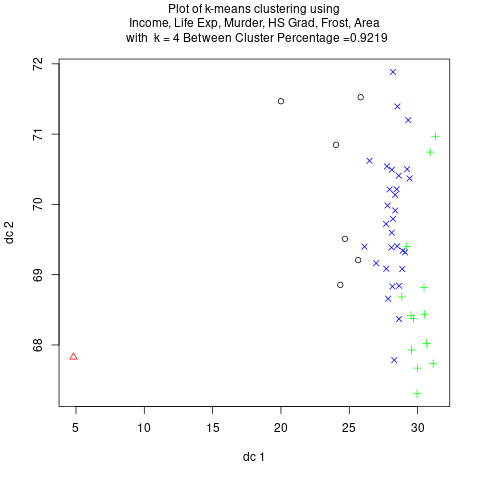 Plot of k-means clustering using
Income, Life Exp, Murder, HS Grad, Frost, Area
with k = 4 Between Cluster Percentage =0.9219
72
71
70
69
68
dc 2
5 10 15 20 25 30
dc 1